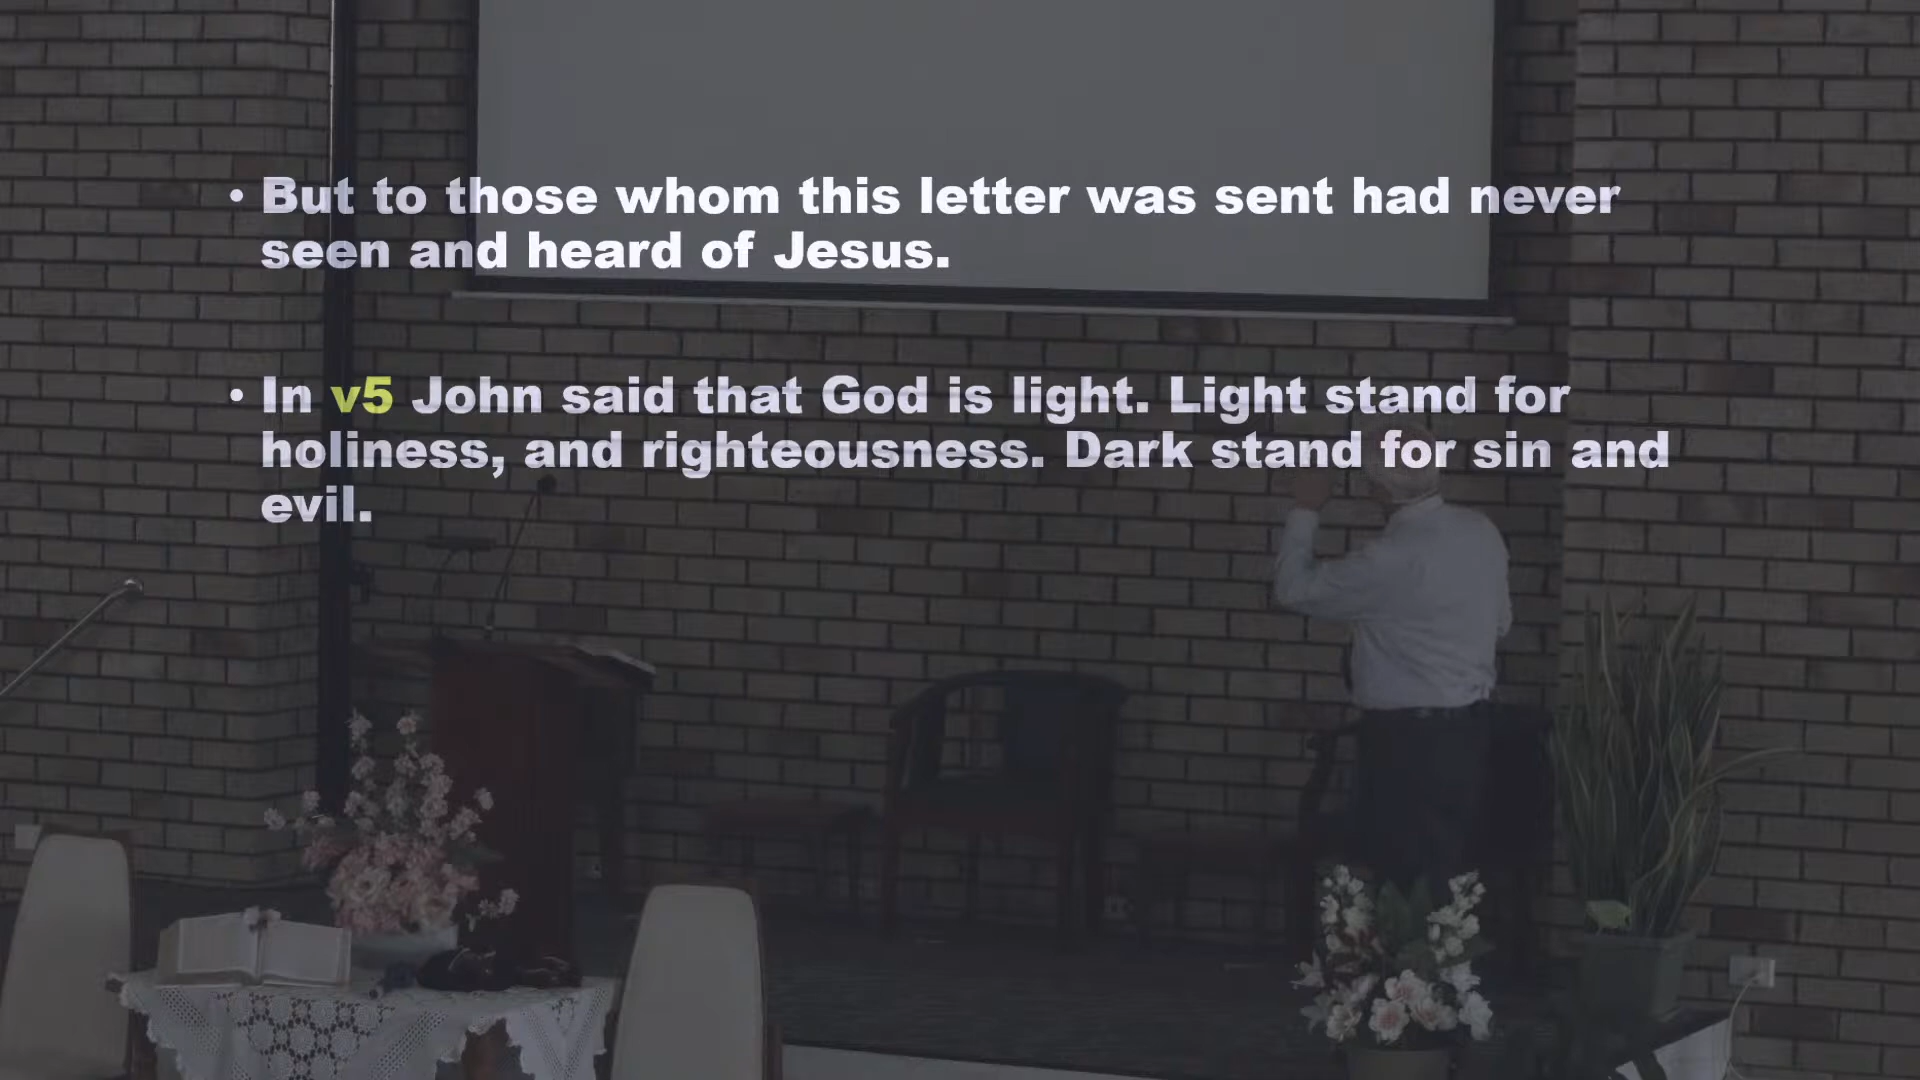 • But to those whom this letter was sent had never
seen and heard of Jesus.
• In v5 John said that God is light. Light stand for
holiness, and righteousness. Dark stand for sin and
evil.